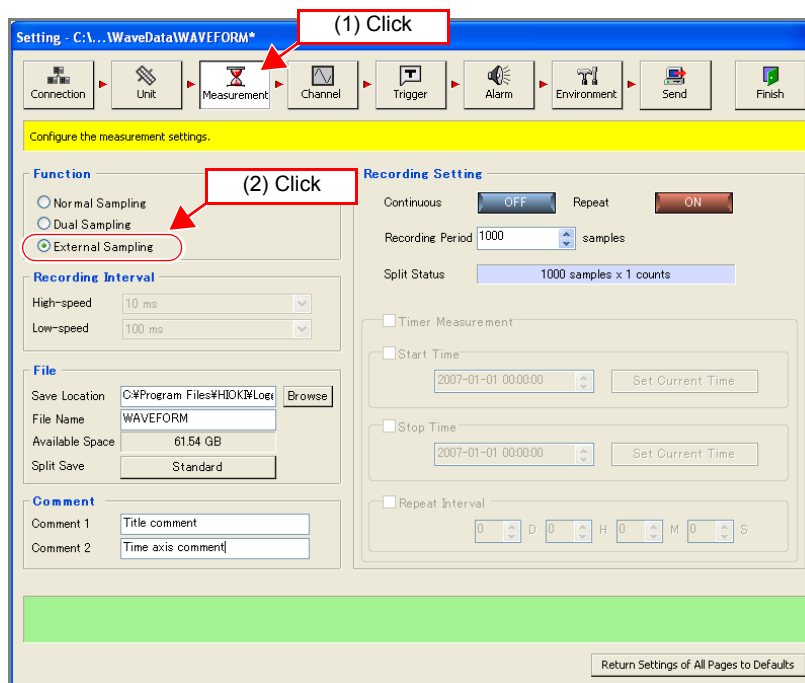 (1) Click
Setting - C:\...\WaveData\WAVEFORM*
Connection
Unit
Measurement
Channel
Trigger
Alarm
Environment
Send
Finish
Configure the measurement settings.
Function
(2) Click
Normal Sampling
Dual Sampling
External Sampling
Recording Interval
High-speed 10 ms
Low-speed 100 ms
File
Save Location C:¥Program Files¥HIOKI¥Logg Browse
File Name WAVEFORM
Available Space 61.54 GB
Split Save Standard
Comment
Comment 1 Title comment
Comment 2 Time axis comment
Recording Setting
Continuous OFF Repeat ON
Recording Period 1000 samples
Split Status 1000 samples x 1 counts
Timer Measurement
Start Time
2007-01-01 00:00:00 Set Current Time
Stop Time
2007-01-01 00:00:00 Set Current Time
Repeat Interval
0 D 0 H 0 M 0 S
Return Settings of All Pages to Defaults